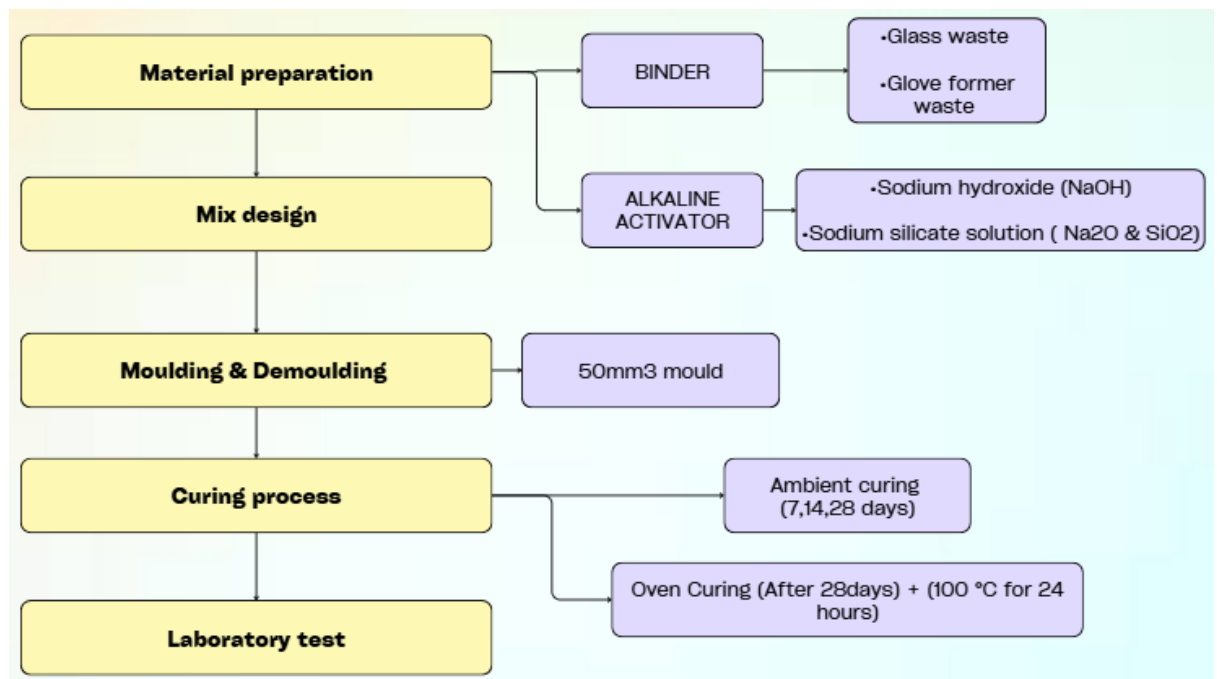 Material preparation
BINDER
•Glass waste
•Glove former
waste
ALKALINE
ACTIVATOR
•Sodium hydroxide (NaOH)
•Sodium silicate solution ( Na2O & SiO2)
Mix design
Moulding & Demoulding
50mm3 mould
Curing process
Ambient curing
(7,14,28 days)
Oven Curing (After 28days) + (100 °C for 24
hours)
Laboratory test